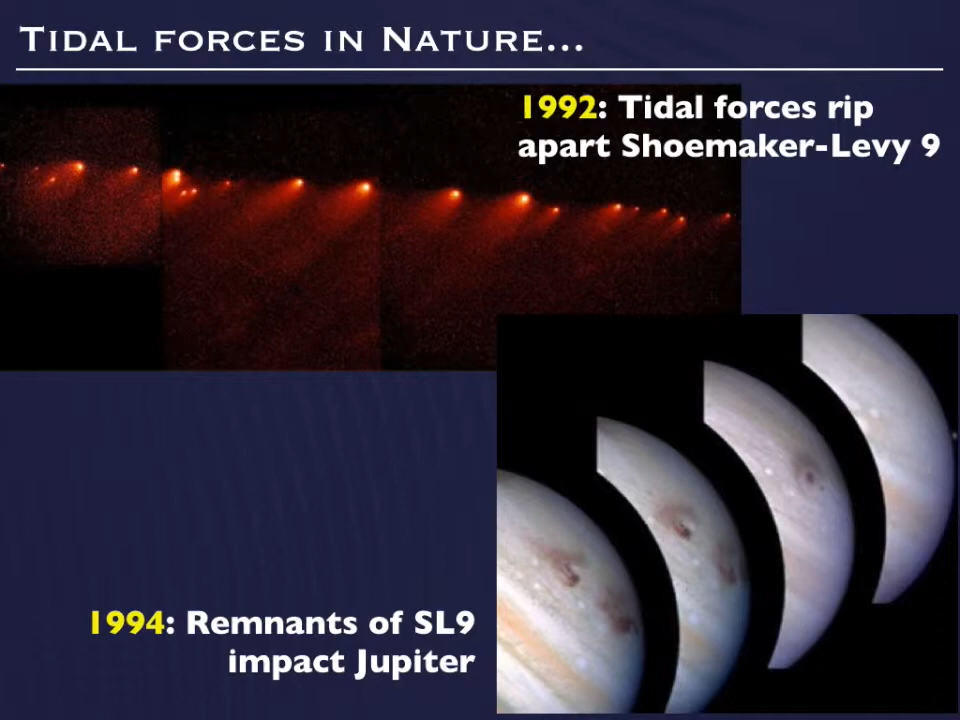 Tidal forces in Nature...
1992: Tidal forces rip
apart Shoemaker-Levy 9
1994: Remnants of SL9
impact Jupiter